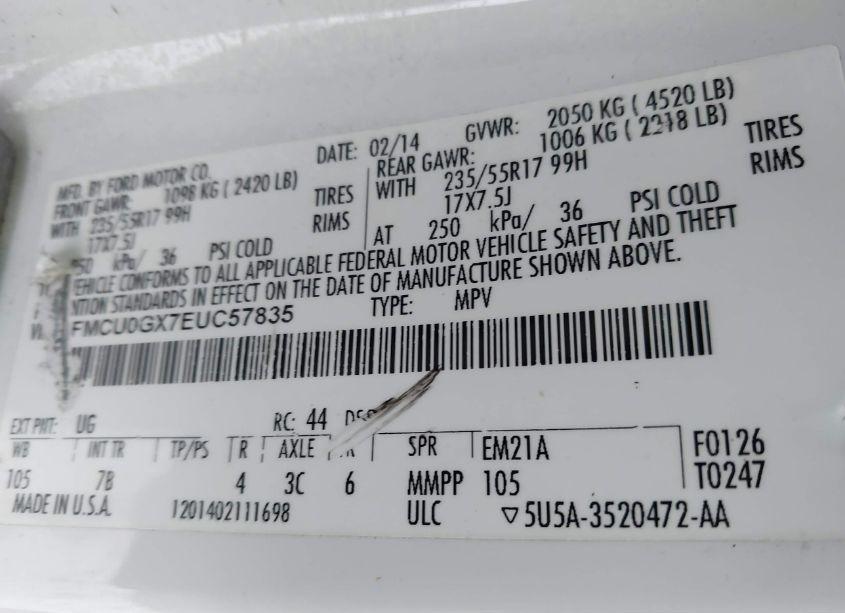 MFD. BY FORD MOTOR CO.
DATE: 02/14 GVWR: 2050 KG ( 4520 LB)
FRONT GAWR: 1098 KG ( 2420 LB)
REAR GAWR: 1006 KG ( 2218 LB)
WITH 235/55R17 99H TIRES
WITH 235/55R17 99H TIRES
17X7.5J RIMS
17X7.5J RIMS
50 kPa/ 36 PSI COLD
AT 250 kPa/ 36 PSI COLD
EHICLE CONFORMS TO ALL APPLICABLE FEDERAL MOTOR VEHICLE SAFETY AND THEFT
NTION STANDARDS IN EFFECT ON THE DATE OF MANUFACTURE SHOWN ABOVE.
FMCU0GX7EUC57835 TYPE: MPV
EXT PNT: UG RC: 44
WB INT TR TP/PS R AXLE SPR EM21A F0126
105 7B 4 3C 6 MMPP 105 T0247
MADE IN U.S.A. 1201402111698 ULC ▽5U5A-3520472-AA